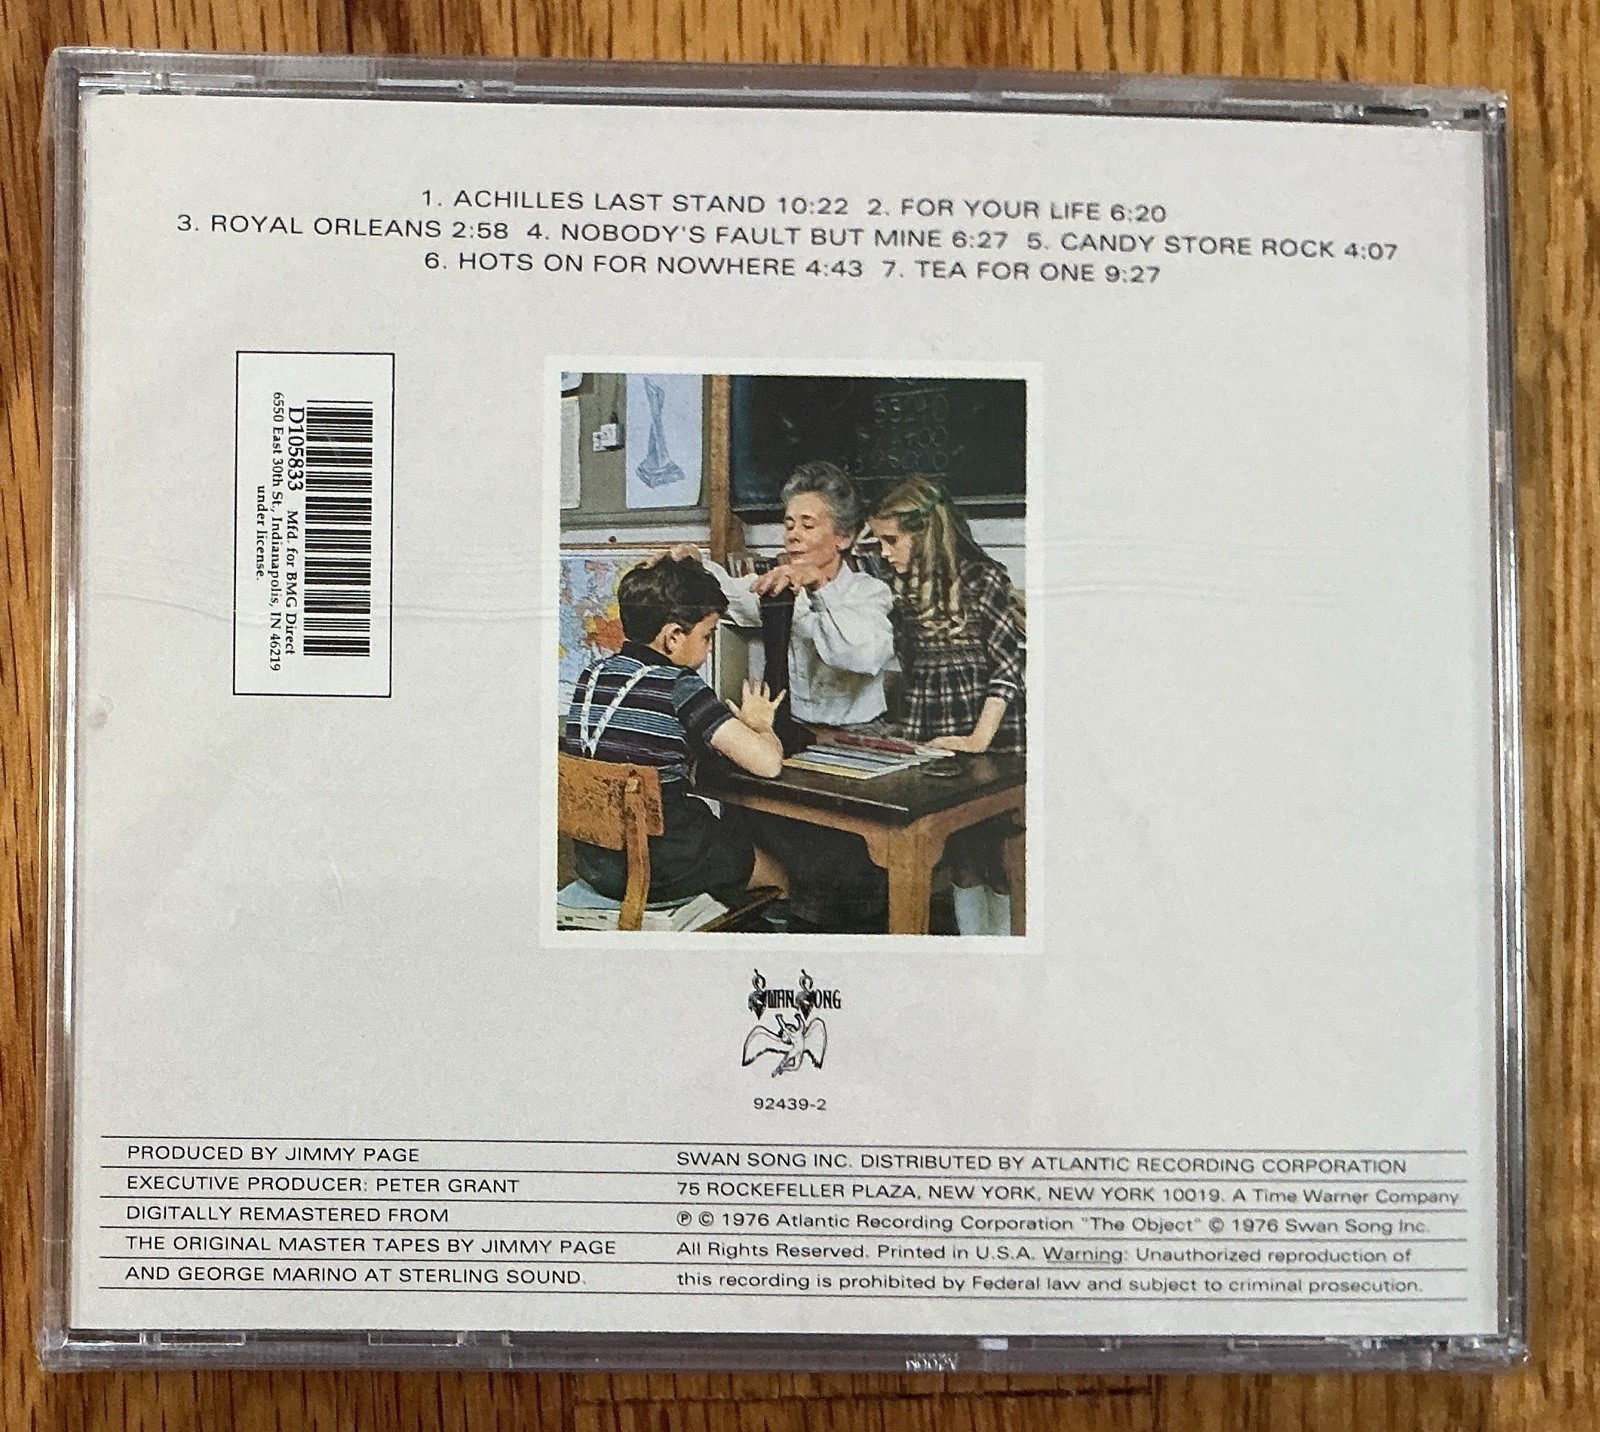 1. ACHILLES LAST STAND 10:22 2. FOR YOUR LIFE 6:20
3. ROYAL ORLEANS 2:58 4. NOBODY'S FAULT BUT MINE 6:27 5. CANDY STORE ROCK 4:07
6. HOTS ON FOR NOWHERE 4:43 7. TEA FOR ONE 9:27
D105833 Mfd. for BMG Direct
6550 East 30th St., Indianapolis, IN 46219
under license.
SWAN SONG
92439-2
PRODUCED BY JIMMY PAGE
EXECUTIVE PRODUCER: PETER GRANT
DIGITALLY REMASTERED FROM
THE ORIGINAL MASTER TAPES BY JIMMY PAGE
AND GEORGE MARINO AT STERLING SOUND.
SWAN SONG INC. DISTRIBUTED BY ATLANTIC RECORDING CORPORATION
75 ROCKEFELLER PLAZA, NEW YORK, NEW YORK 10019. A Time Warner Company
℗ © 1976 Atlantic Recording Corporation "The Object" © 1976 Swan Song Inc.
All Rights Reserved. Printed in U.S.A. Warning: Unauthorized reproduction of
this recording is prohibited by Federal law and subject to criminal prosecution.